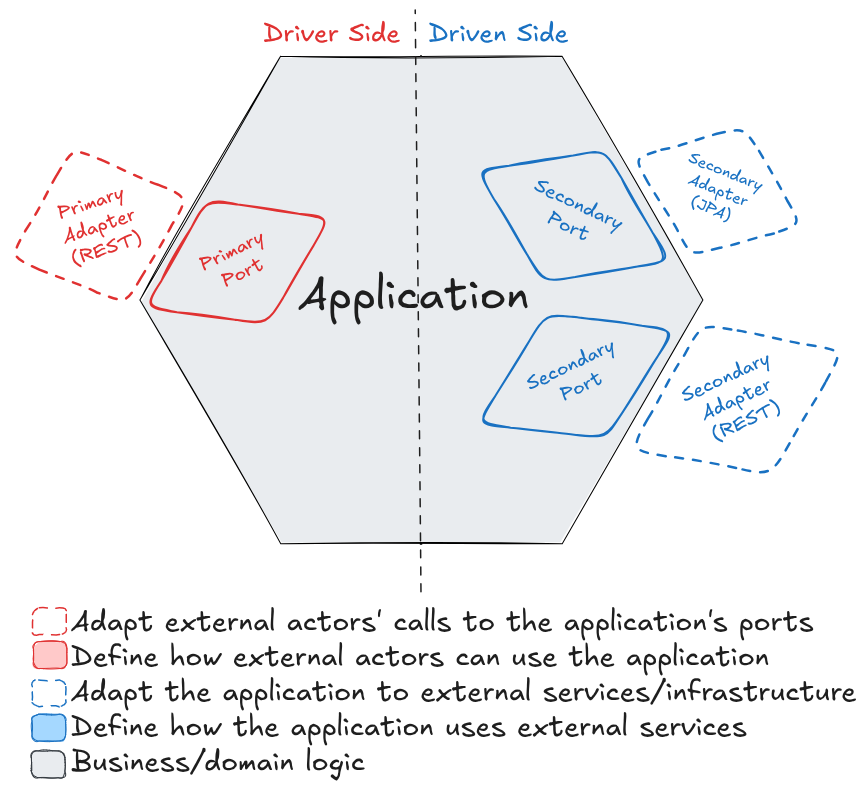 Driver Side
Driven Side
Primary
Adapter
(REST)
Primary
Port
Secondary
Port
Secondary
Adapter
(JPA)
Application
Secondary
Port
Secondary
Adapter
(REST)
Adapt external actors' calls to the application's ports
Define how external actors can use the application
Adapt the application to external services/infrastructure
Define how the application uses external services
Business/domain logic